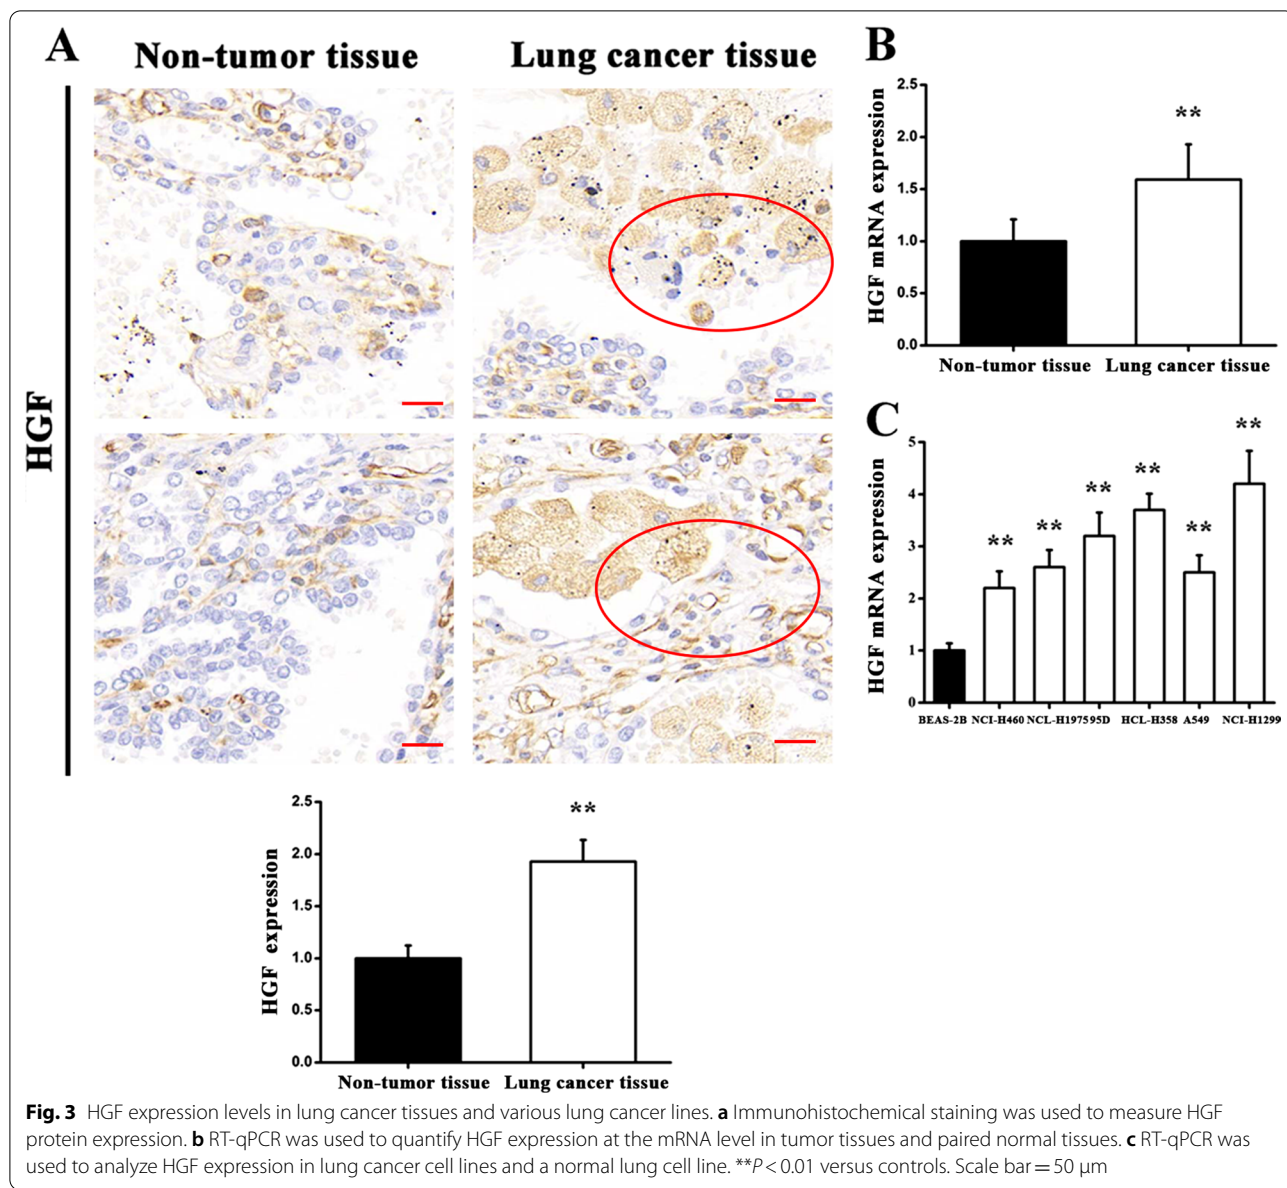 A
Non-tumor tissue
Lung cancer tissue
HGF
HGF expression
2.5
2.0
1.5
1.0
0.5
0.0
**
Non-tumor tissue
Lung cancer tissue
B
HGF mRNA expression
2.5
2.0
1.5
1.0
0.5
0.0
**
Non-tumor tissue
Lung cancer tissue
C
HGF mRNA expression
5
4
3
2
1
0
**
**
**
**
**
**
BEAS-2B NCI-H460 NCL-H1975 95D HCL-H358 A549 NCI-H1299
Fig. 3 HGF expression levels in lung cancer tissues and various lung cancer lines. a Immunohistochemical staining was used to measure HGF
protein expression. b RT-qPCR was used to quantify HGF expression at the mRNA level in tumor tissues and paired normal tissues. c RT-qPCR was
used to analyze HGF expression in lung cancer cell lines and a normal lung cell line. **P < 0.01 versus controls. Scale bar = 50 μm